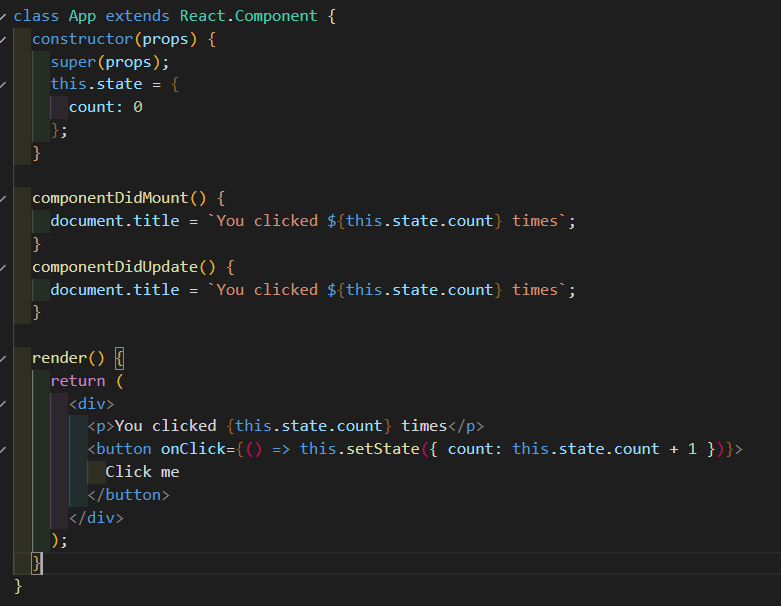 class App extends React.Component {
constructor(props) {
super(props);
this.state = {
count: 0
};
}
componentDidMount() {
document.title = `You clicked ${this.state.count} times`;
}
componentDidUpdate() {
document.title = `You clicked ${this.state.count} times`;
}
render() {
return (
<div>
<p>You clicked {this.state.count} times</p>
<button onClick={() => this.setState({ count: this.state.count + 1 })}>
Click me
</button>
</div>
);
}
}